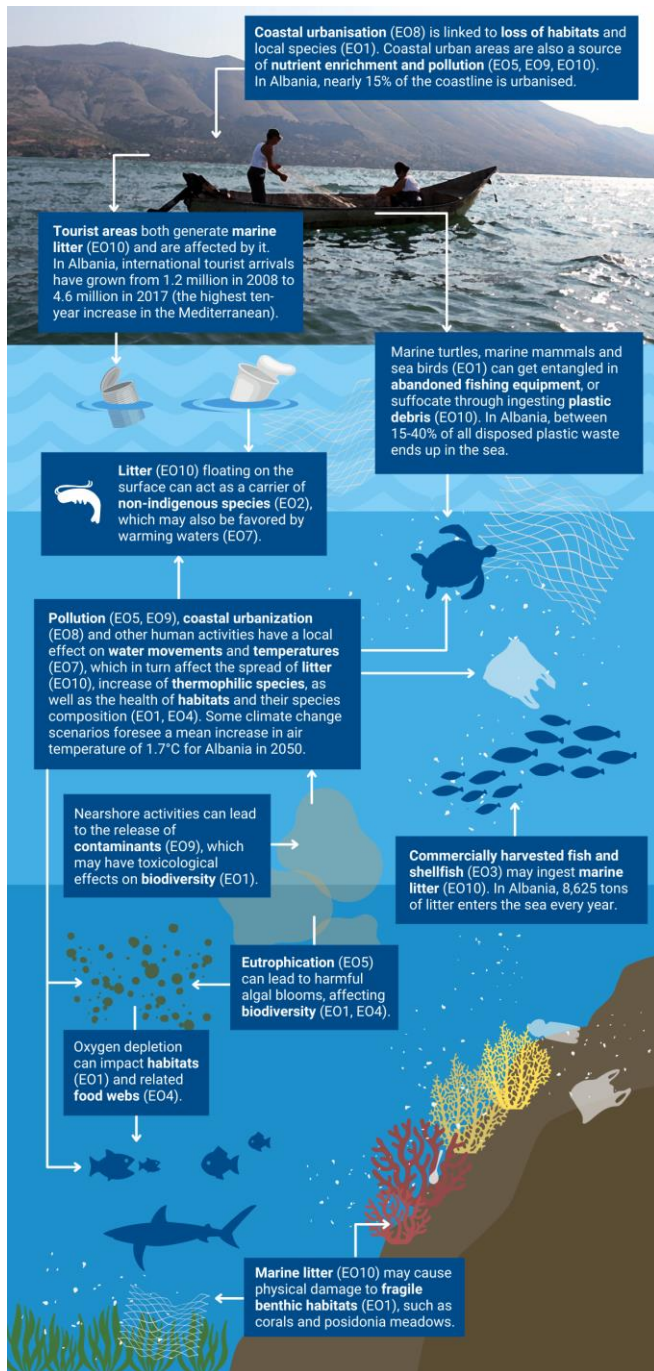 Coastal urbanisation (EO8) is linked to loss of habitats and
local species (EO1). Coastal urban areas are also a source
of nutrient enrichment and pollution (EO5, EO9, EO10).
In Albania, nearly 15% of the coastline is urbanised.
Tourist areas both generate marine
litter (EO10) and are affected by it.
In Albania, international tourist arrivals
have grown from 1.2 million in 2008 to
4.6 million in 2017 (the highest ten-
year increase in the Mediterranean).
Marine turtles, marine mammals and
sea birds (EO1) can get entangled in
abandoned fishing equipment, or
suffocate through ingesting plastic
debris (EO10). In Albania, between
15-40% of all disposed plastic waste
ends up in the sea.
Litter (EO10) floating on the
surface can act as a carrier of
non-indigenous species (EO2),
which may also be favored by
warming waters (EO7).
Pollution (EO5, EO9), coastal urbanization
(EO8) and other human activities have a local
effect on water movements and temperatures
(EO7), which in turn affect the spread of litter
(EO10), increase of thermophilic species, as
well as the health of habitats and their species
composition (EO1, EO4). Some climate change
scenarios foresee a mean increase in air
temperature of 1.7°C for Albania in 2050.
Nearshore activities can lead
to the release of
contaminants (EO9), which
may have toxicological
effects on biodiversity (EO1).
Commercially harvested fish and
shellfish (EO3) may ingest marine
litter (EO10). In Albania, 8,625 tons
of litter enters the sea every year.
Eutrophication (EO5)
can lead to harmful
algal blooms, affecting
biodiversity (EO1, EO4).
Oxygen depletion
can impact habitats
(EO1) and related
food webs (EO4).
Marine litter (EO10) may cause
physical damage to fragile
benthic habitats (EO1), such as
corals and posidonia meadows.